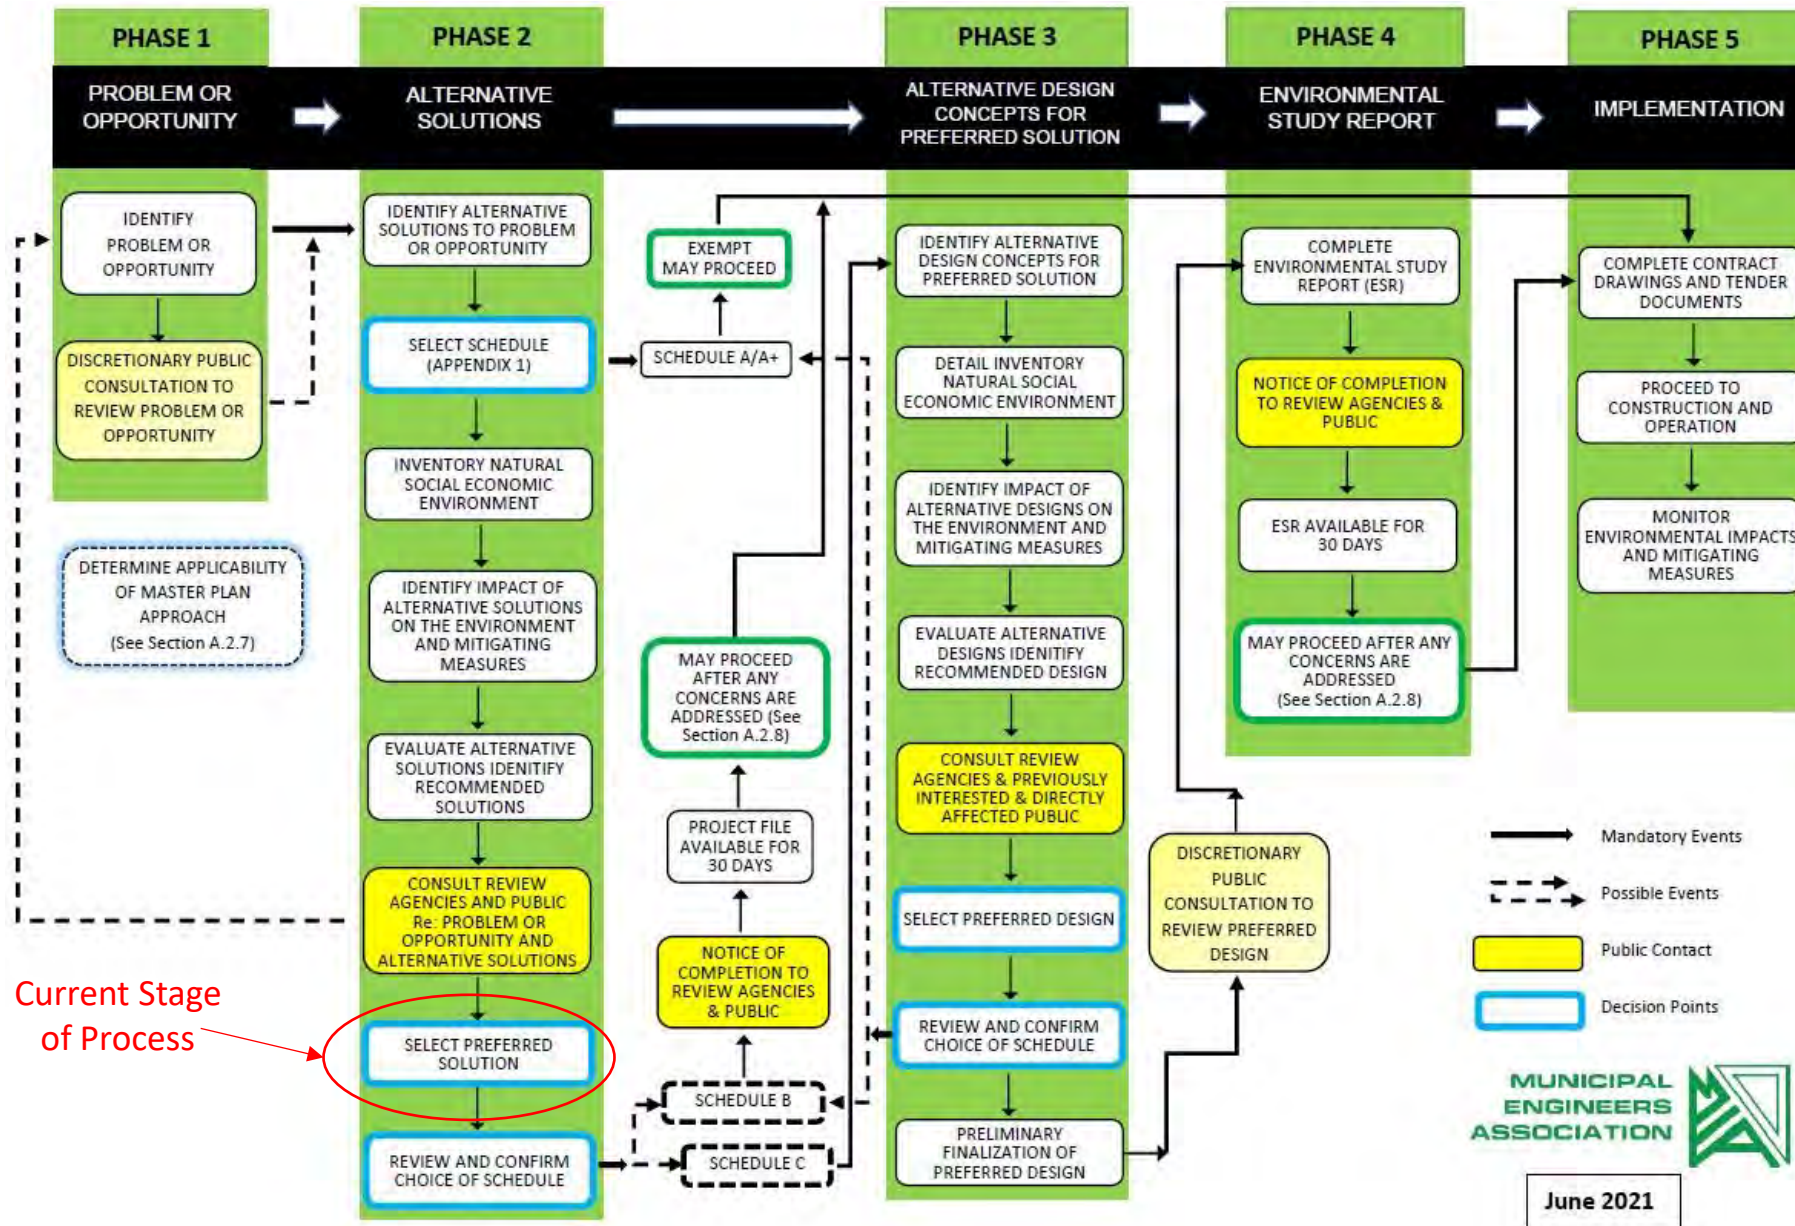 PHASE 1
PROBLEM OR
OPPORTUNITY
IDENTIFY
PROBLEM OR
OPPORTUNITY
DISCRETIONARY PUBLIC
CONSULTATION TO
REVIEW PROBLEM OR
OPPORTUNITY
DETERMINE APPLICABILITY
OF MASTER PLAN
APPROACH
(See Section A.2.7)
Current Stage
of Process
PHASE 2
ALTERNATIVE
SOLUTIONS
IDENTIFY ALTERNATIVE
SOLUTIONS TO PROBLEM
OR OPPORTUNITY
SELECT SCHEDULE
(APPENDIX 1)
INVENTORY NATURAL
SOCIAL ECONOMIC
ENVIRONMENT
IDENTIFY IMPACT OF
ALTERNATIVE SOLUTIONS
ON THE ENVIRONMENT
AND MITIGATING
MEASURES
EVALUATE ALTERNATIVE
SOLUTIONS IDENITIFY
RECOMMENDED
SOLUTIONS
CONSULT REVIEW
AGENCIES AND PUBLIC
Re: PROBLEM OR
OPPORTUNITY AND
ALTERNATIVE SOLUTIONS
SELECT PREFERRED
SOLUTION
REVIEW AND CONFIRM
CHOICE OF SCHEDULE
EXEMPT
MAY PROCEED
SCHEDULE A/A+
MAY PROCEED
AFTER ANY
CONCERNS ARE
ADDRESSED (See
Section A.2.8)
PROJECT FILE
AVAILABLE FOR
30 DAYS
NOTICE OF
COMPLETION TO
REVIEW AGENCIES
& PUBLIC
SCHEDULE B
SCHEDULE C
PHASE 3
ALTERNATIVE DESIGN
CONCEPTS FOR
PREFERRED SOLUTION
IDENTIFY ALTERNATIVE
DESIGN CONCEPTS FOR
PREFERRED SOLUTION
DETAIL INVENTORY
NATURAL SOCIAL
ECONOMIC ENVIRONMENT
IDENTIFY IMPACT OF
ALTERNATIVE DESIGNS ON
THE ENVIRONMENT AND
MITIGATING MEASURES
EVALUATE ALTERNATIVE
DESIGNS IDENITIFY
RECOMMENDED DESIGN
CONSULT REVIEW
AGENCIES & PREVIOUSLY
INTERESTED & DIRECTLY
AFFECTED PUBLIC
SELECT PREFERRED DESIGN
REVIEW AND CONFIRM
CHOICE OF SCHEDULE
PRELIMINARY
FINALIZATION OF
PREFERRED DESIGN
DISCRETIONARY
PUBLIC
CONSULTATION TO
REVIEW PREFERRED
DESIGN
PHASE 4
ENVIRONMENTAL
STUDY REPORT
COMPLETE
ENVIRONMENTAL STUDY
REPORT (ESR)
NOTICE OF COMPLETION
TO REVIEW AGENCIES &
PUBLIC
ESR AVAILABLE FOR
30 DAYS
MAY PROCEED AFTER ANY
CONCERNS ARE
ADDRESSED
(See Section A.2.8)
PHASE 5
IMPLEMENTATION
COMPLETE CONTRACT
DRAWINGS AND TENDER
DOCUMENTS
PROCEED TO
CONSTRUCTION AND
OPERATION
MONITOR
ENVIRONMENTAL IMPACTS
AND MITIGATING
MEASURES
Mandatory Events
Possible Events
Public Contact
Decision Points
MUNICIPAL
ENGINEERS
ASSOCIATION
June 2021